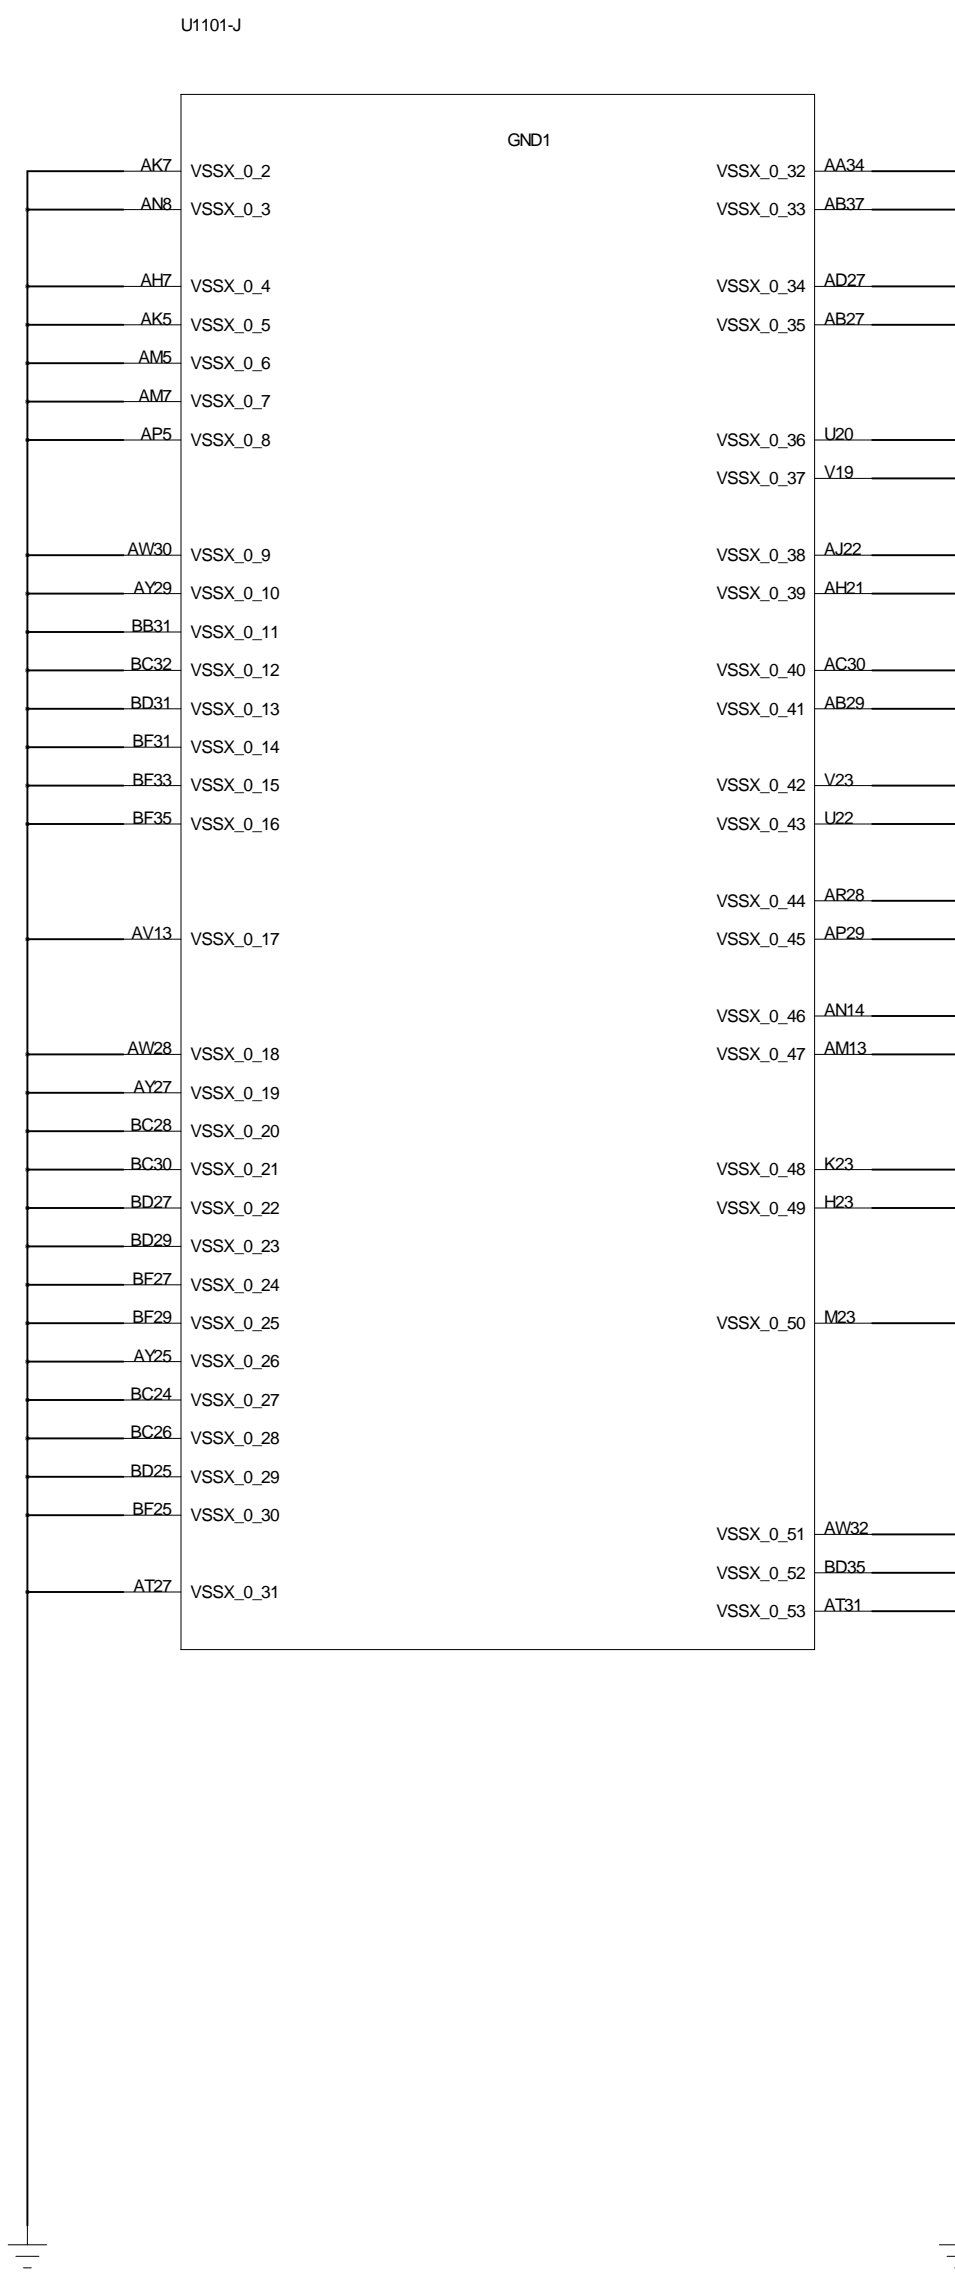 U1101-J
GND1
AK7 VSSX_0_2 VSSX_0_32 AA34
AN8 VSSX_0_3 VSSX_0_33 AB37
AH7 VSSX_0_4 VSSX_0_34 AD27
AK5 VSSX_0_5 VSSX_0_35 AB27
AM5 VSSX_0_6
AM7 VSSX_0_7
AP5 VSSX_0_8 VSSX_0_36 U20
VSSX_0_37 V19
AW30 VSSX_0_9 VSSX_0_38 AJ22
AY29 VSSX_0_10 VSSX_0_39 AH21
BB31 VSSX_0_11
BC32 VSSX_0_12 VSSX_0_40 AC30
BD31 VSSX_0_13 VSSX_0_41 AB29
BF31 VSSX_0_14
BF33 VSSX_0_15 VSSX_0_42 V23
BF35 VSSX_0_16 VSSX_0_43 U22
VSSX_0_44 AR28
AV13 VSSX_0_17 VSSX_0_45 AP29
VSSX_0_46 AN14
AW28 VSSX_0_18 VSSX_0_47 AM13
AY27 VSSX_0_19
BC28 VSSX_0_20
BC30 VSSX_0_21 VSSX_0_48 K23
BD27 VSSX_0_22 VSSX_0_49 H23
BD29 VSSX_0_23
BF27 VSSX_0_24
BF29 VSSX_0_25 VSSX_0_50 M23
AY25 VSSX_0_26
BC24 VSSX_0_27
BC26 VSSX_0_28
BD25 VSSX_0_29
BF25 VSSX_0_30
VSSX_0_51 AW32
VSSX_0_52 BD35
AT27 VSSX_0_31
VSSX_0_53 AT31